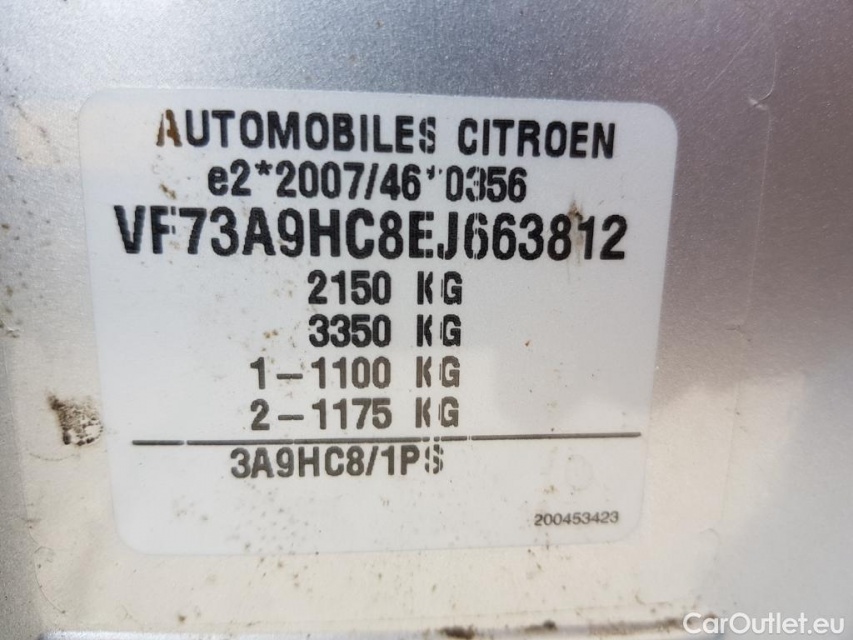 AUTOMOBILES CITROEN
e2*2007/46*0356
VF73A9HC8EJ663812
2150 KG
3350 KG
1-1100 KG
2-1175 KG
3A9HC8/1PS
200453423
CarOutlet.eu